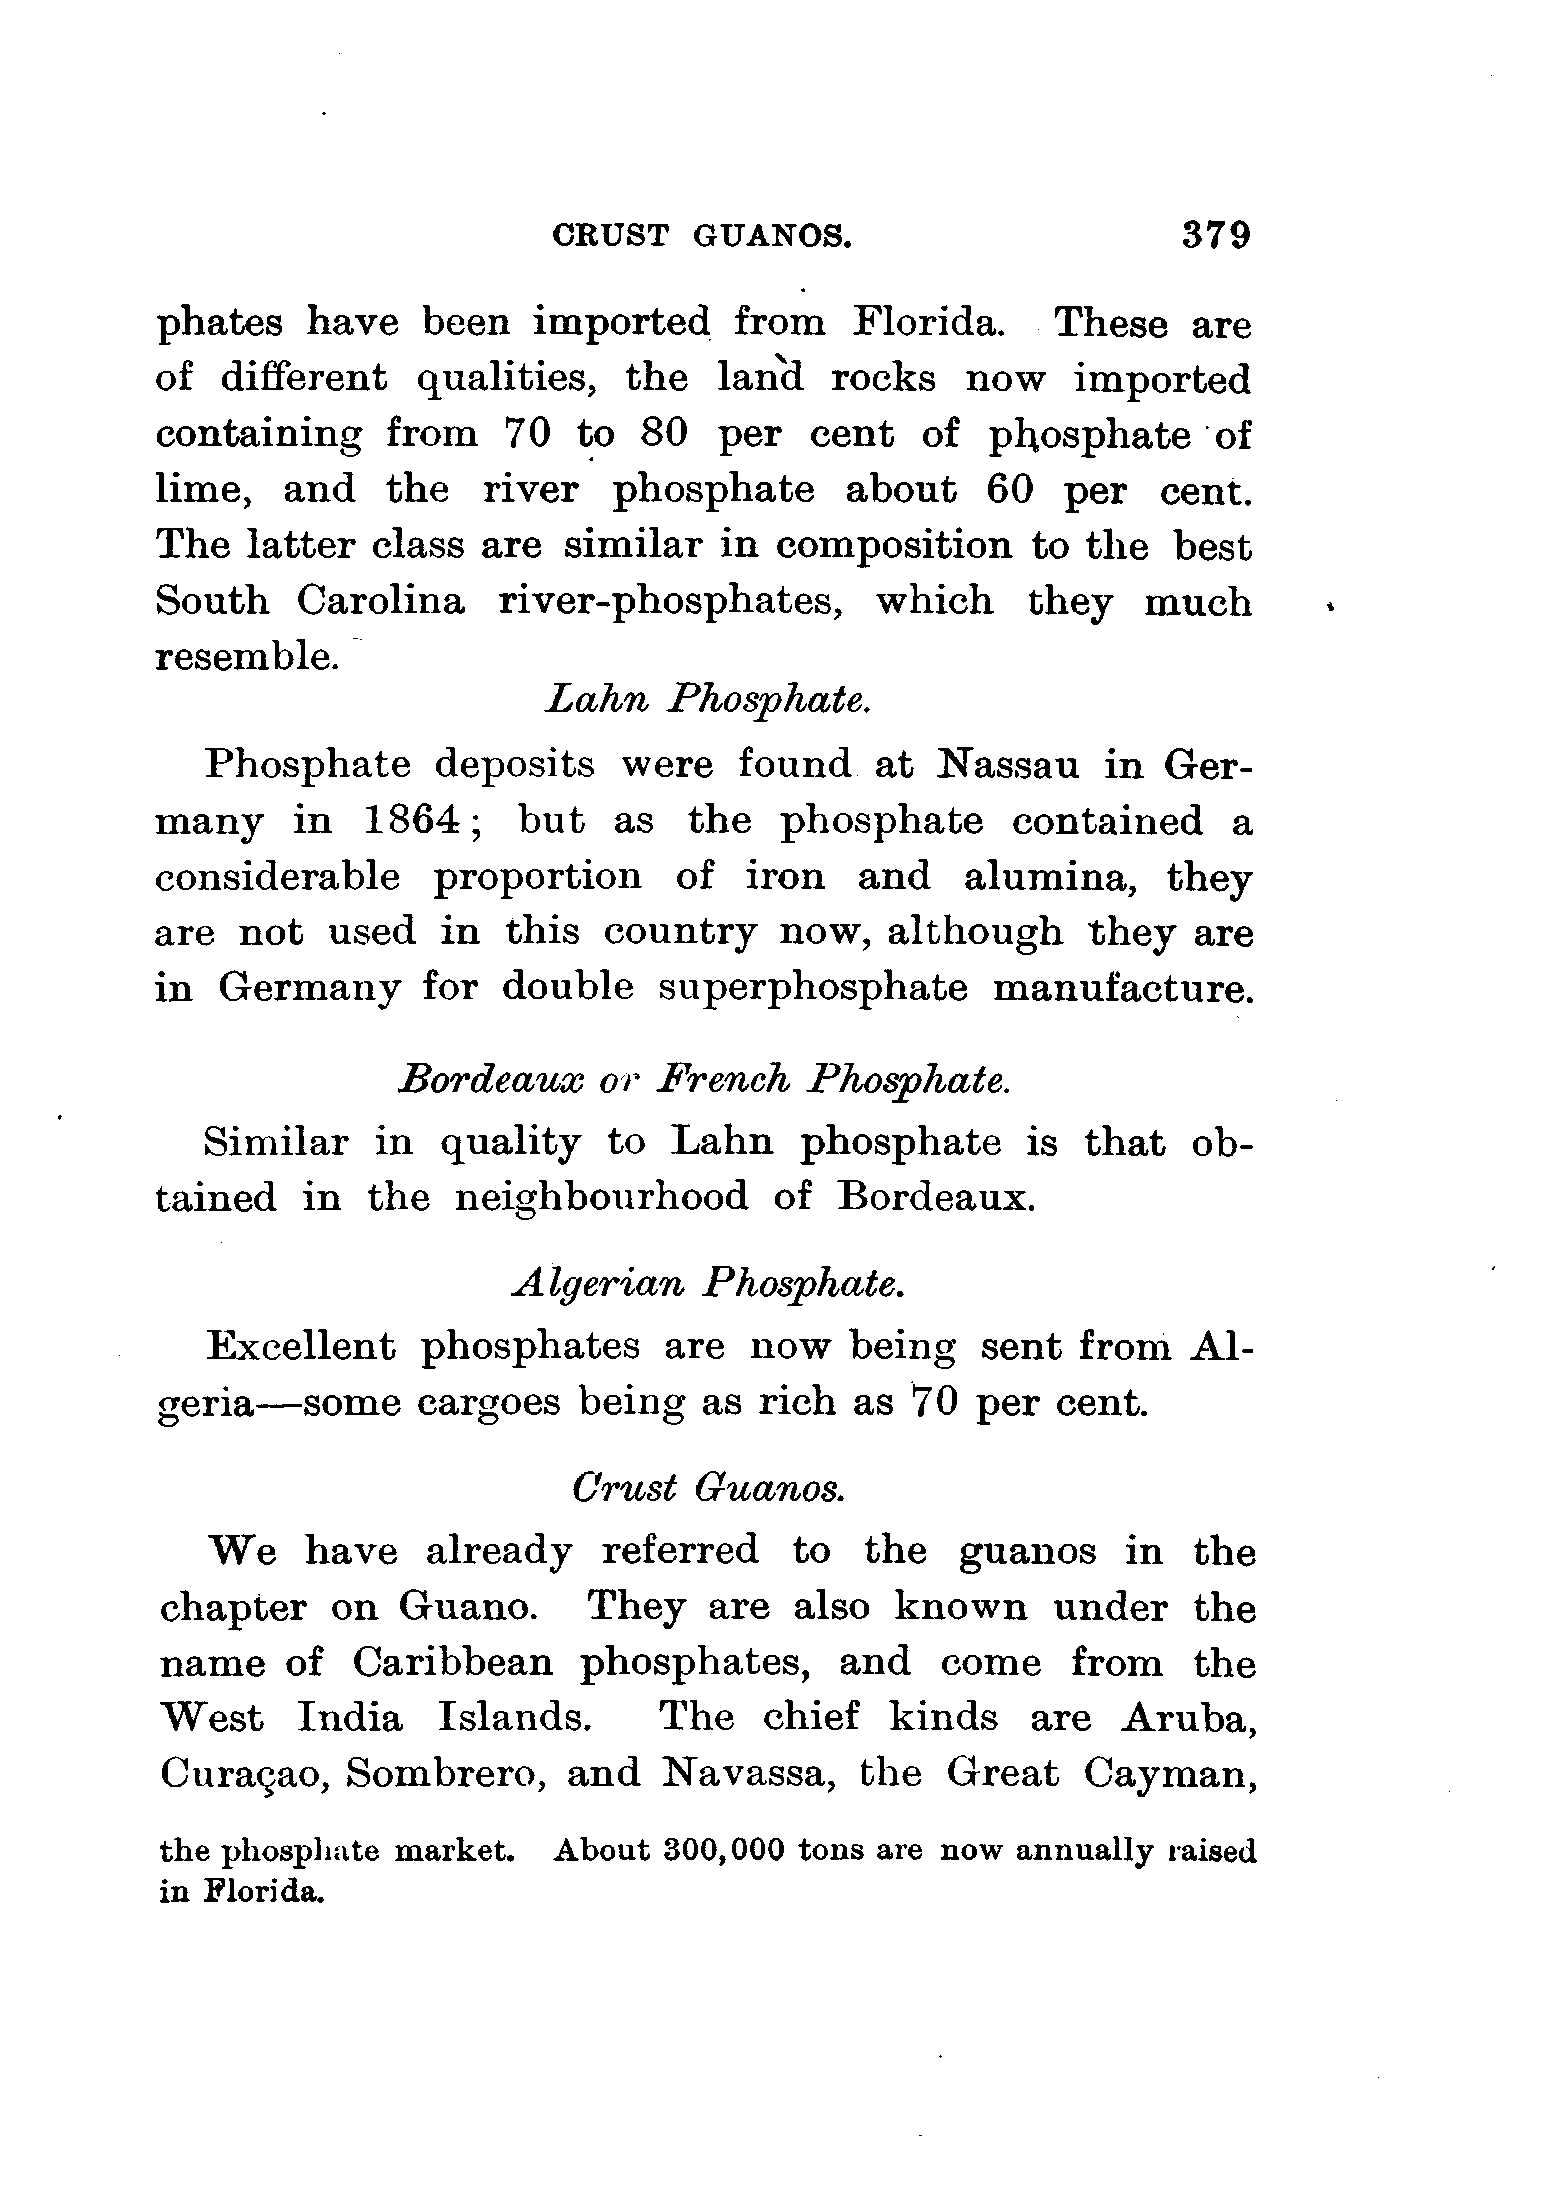 CRUST GUANOS. 379
phates have been imported from Florida. These are
of different qualities, the land rocks now imported
containing from 70 to 80 per cent of phosphate of
lime, and the river phosphate about 60 per cent.
The latter class are similar in composition to the best
South Carolina river-phosphates, which they much
resemble.
Lahn Phosphate.
Phosphate deposits were found at Nassau in Ger-
many in 1864; but as the phosphate contained a
considerable proportion of iron and alumina, they
are not used in this country now, although they are
in Germany for double superphosphate manufacture.
Bordeaux or French Phosphate.
Similar in quality to Lahn phosphate is that ob-
tained in the neighbourhood of Bordeaux.
Algerian Phosphate.
Excellent phosphates are now being sent from Al-
geria—some cargoes being as rich as 70 per cent.
Crust Guanos.
We have already referred to the guanos in the
chapter on Guano. They are also known under the
name of Caribbean phosphates, and come from the
West India Islands. The chief kinds are Aruba,
Curaçao, Sombrero, and Navassa, the Great Cayman,
the phosphate market. About 300,000 tons are now annually raised
in Florida.